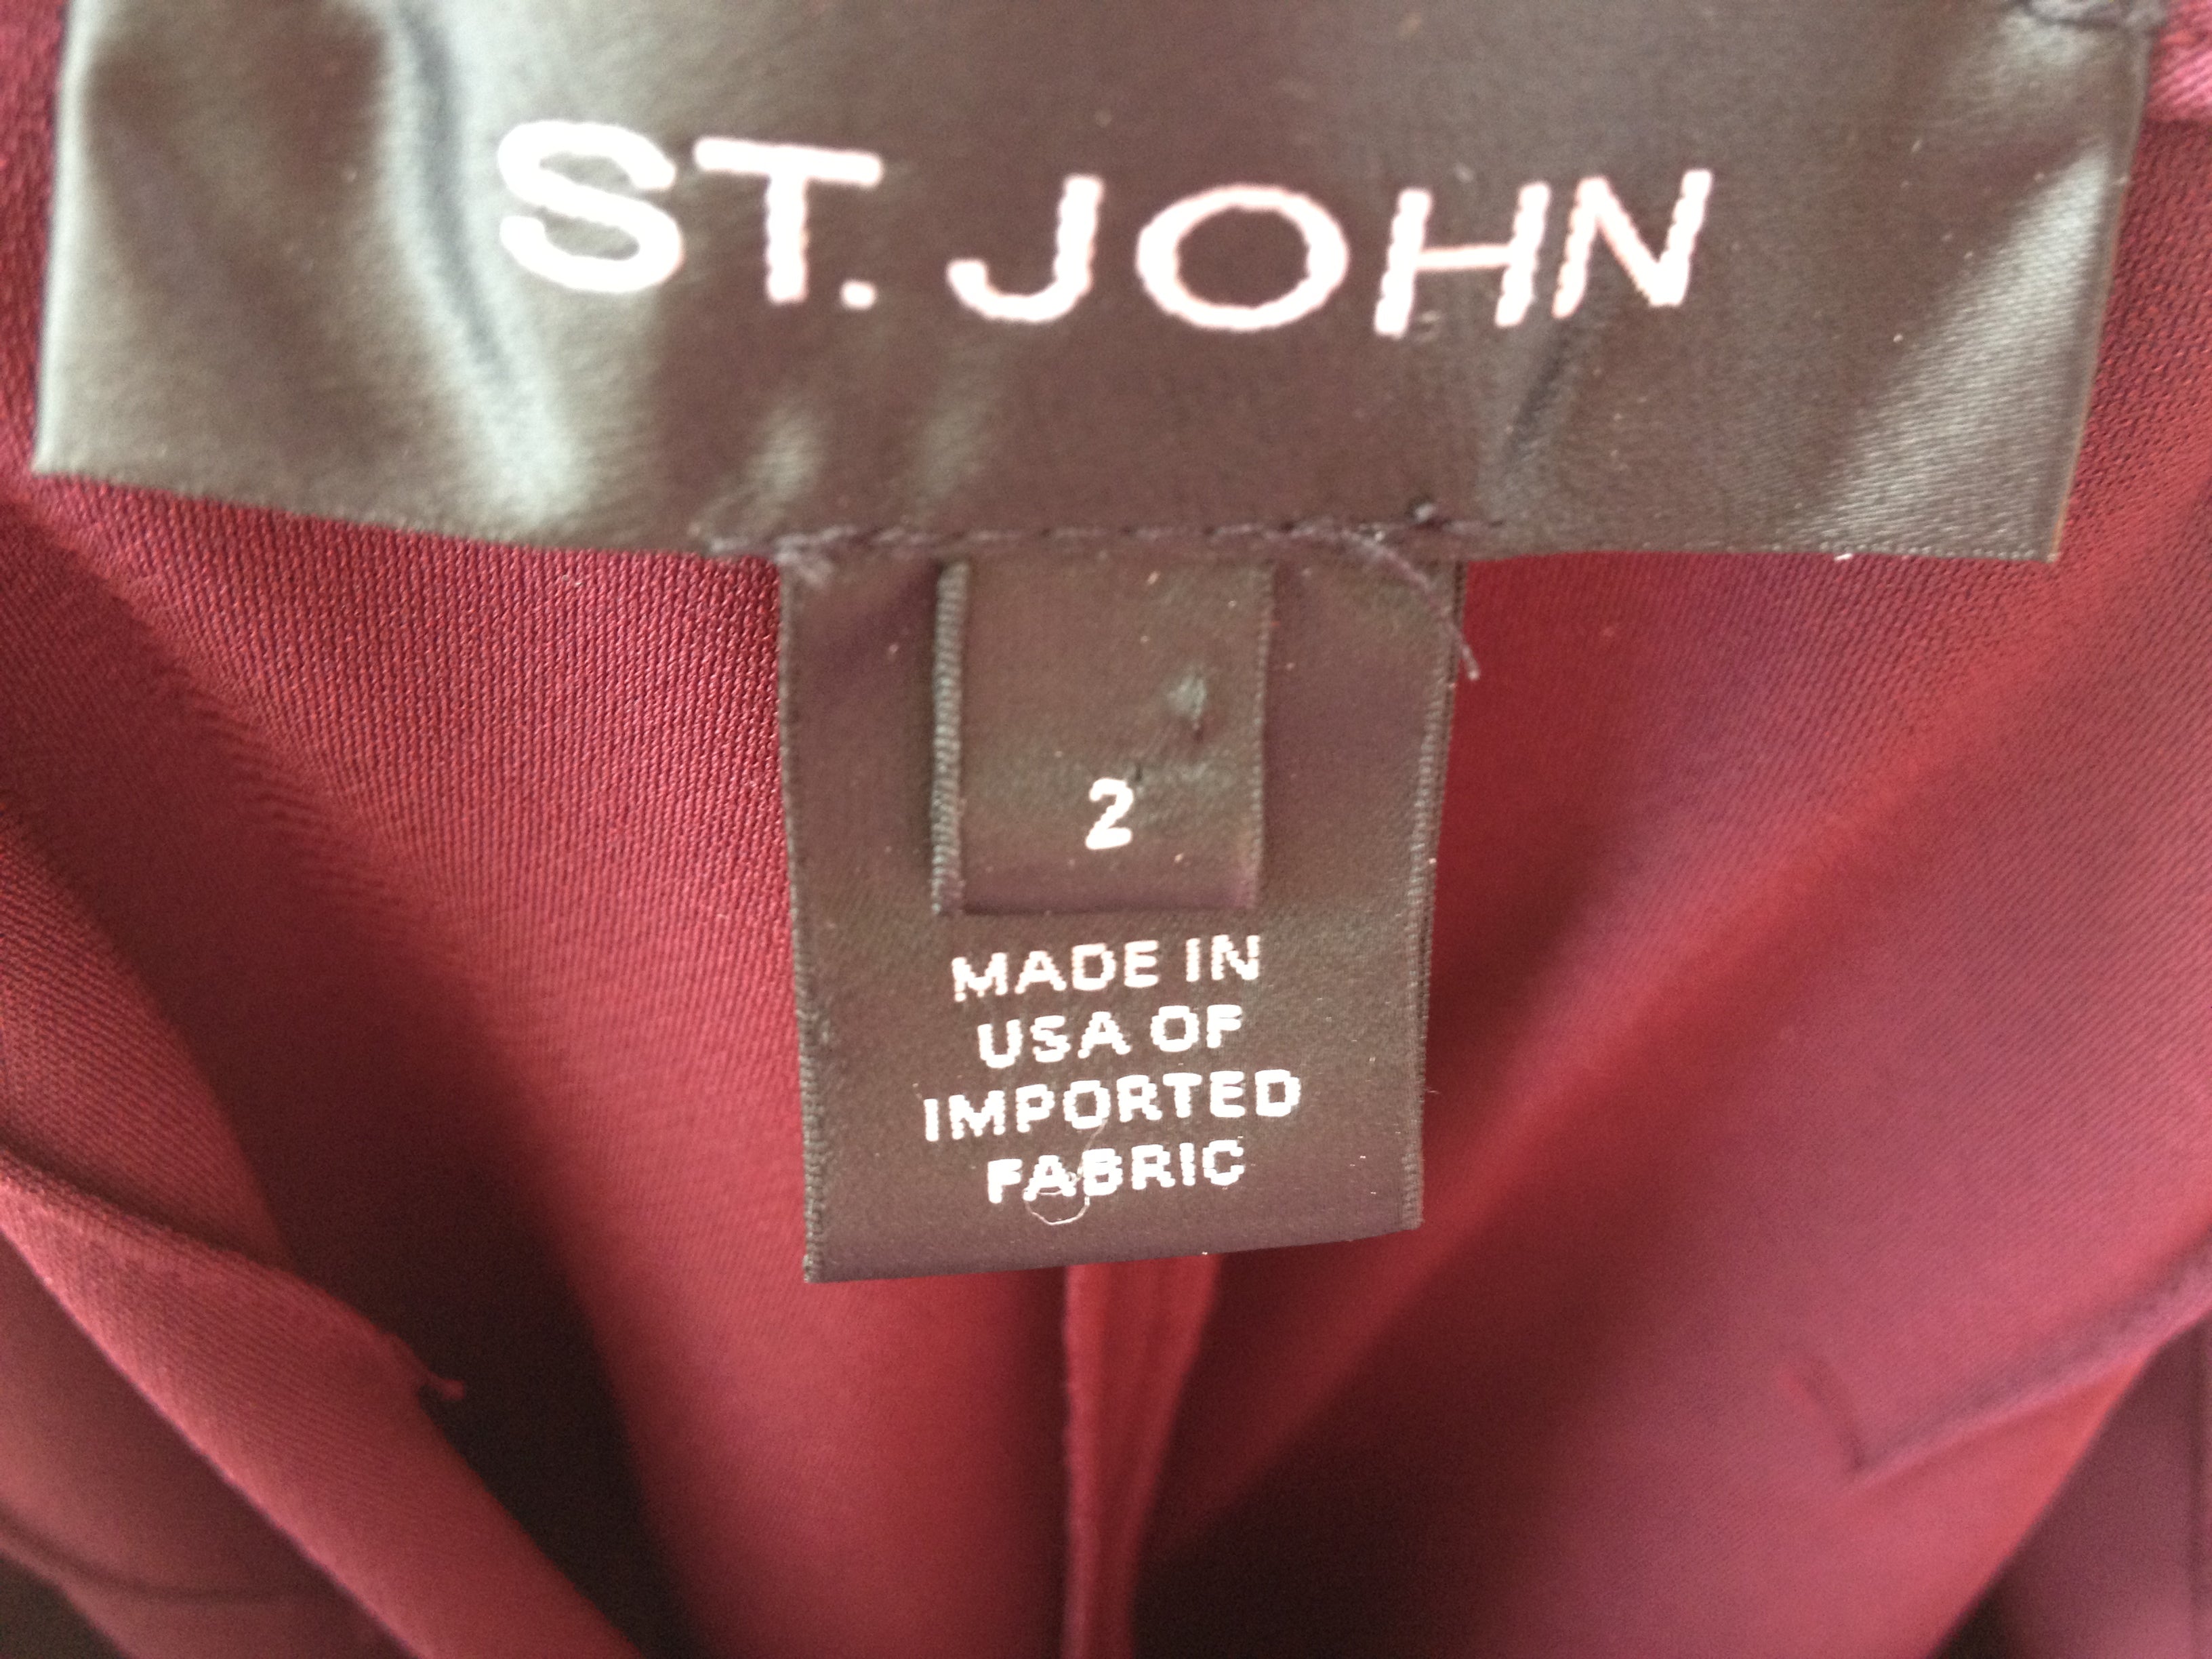 ST. JOHN
2
MADE IN
USA OF
IMPORTED
FABRIC